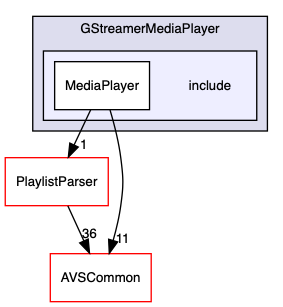 GStreamerMediaPlayer
MediaPlayer
include
1
PlaylistParser
36
11
AVSCommon